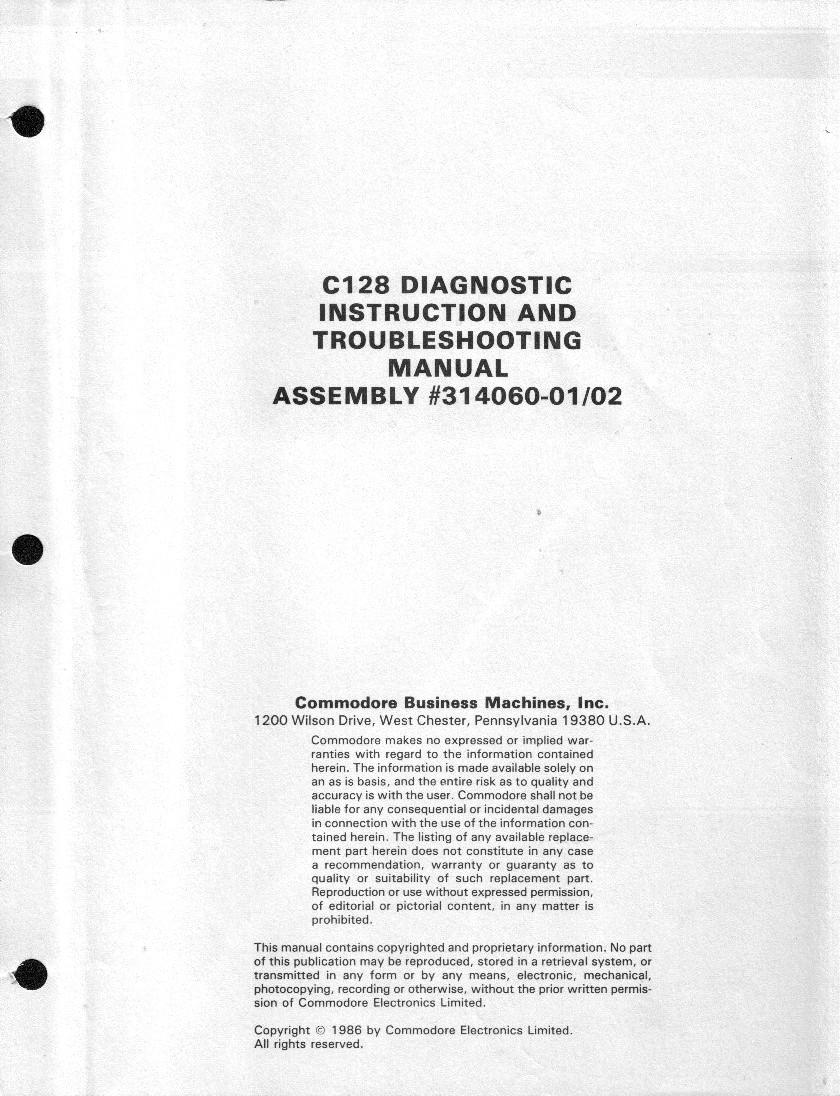 C128 DIAGNOSTIC
INSTRUCTION AND
TROUBLESHOOTING
MANUAL
ASSEMBLY #314060-01/02
Commodore Business Machines, Inc.
1200 Wilson Drive, West Chester, Pennsylvania 19380 U.S.A.
Commodore makes no expressed or implied war-
ranties with regard to the information contained
herein. The information is made available solely on
an as is basis, and the entire risk as to quality and
accuracy is with the user. Commodore shall not be
liable for any consequential or incidental damages
in connection with the use of the information con-
tained herein. The listing of any available replace-
ment part herein does not constitute in any case
a recommendation, warranty or guaranty as to
quality or suitability of such replacement part.
Reproduction or use without expressed permission,
of editorial or pictorial content, in any matter is
prohibited.
This manual contains copyrighted and proprietary information. No part
of this publication may be reproduced, stored in a retrieval system, or
transmitted in any form or by any means, electronic, mechanical,
photocopying, recording or otherwise, without the prior written permis-
sion of Commodore Electronics Limited.
Copyright © 1986 by Commodore Electronics Limited.
All rights reserved.